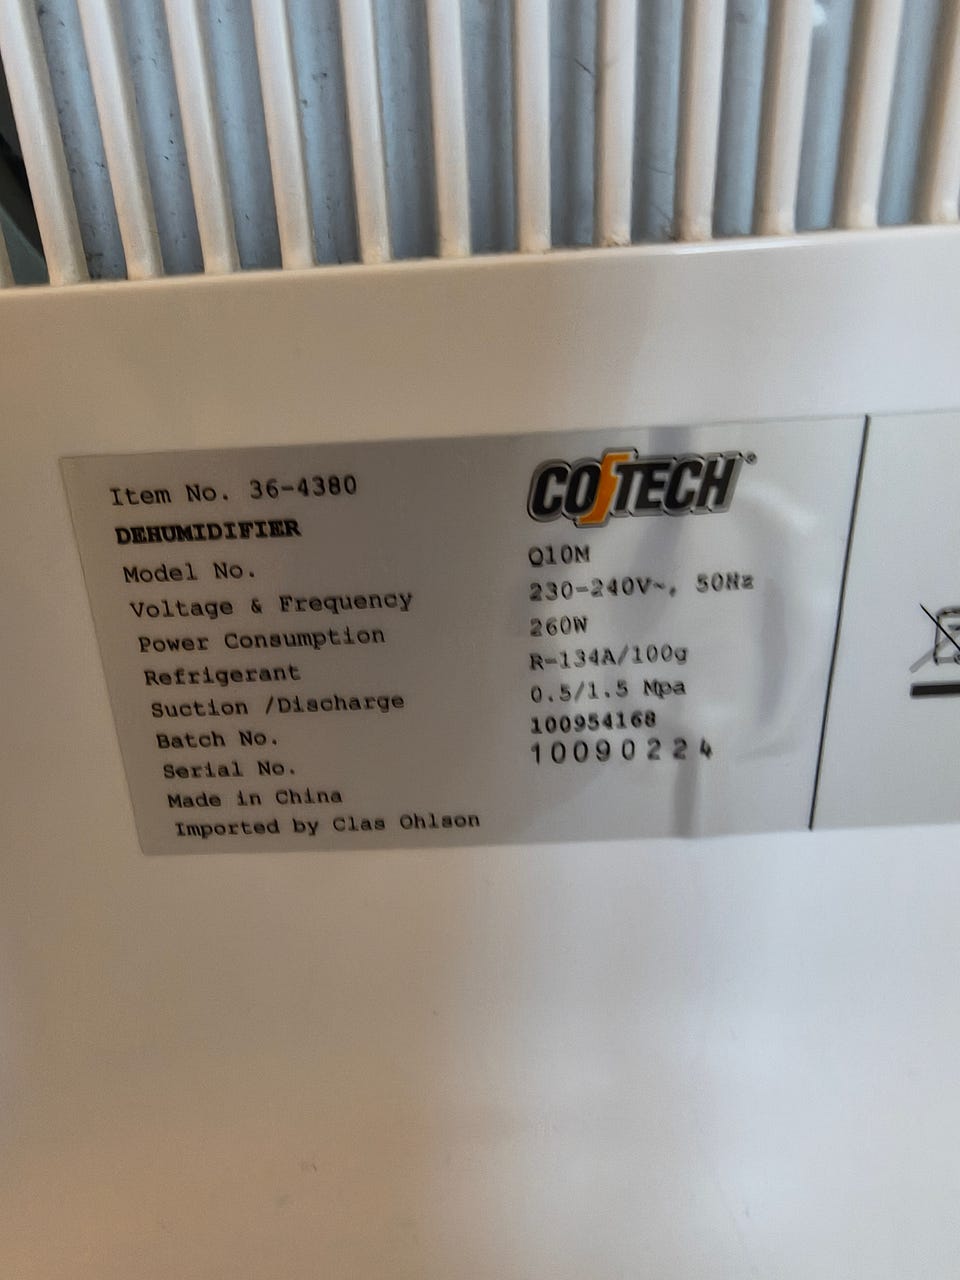 Item No. 36-4380
COTECH®
DEHUMIDIFIER
Model No. Q10M
Voltage & Frequency 230-240V~, 50Hz
Power Consumption 260W
Refrigerant R-134A/100g
Suction /Discharge 0.5/1.5 Mpa
Batch No. 100954168
Serial No. 10090224
Made in China
Imported by Clas Ohlson